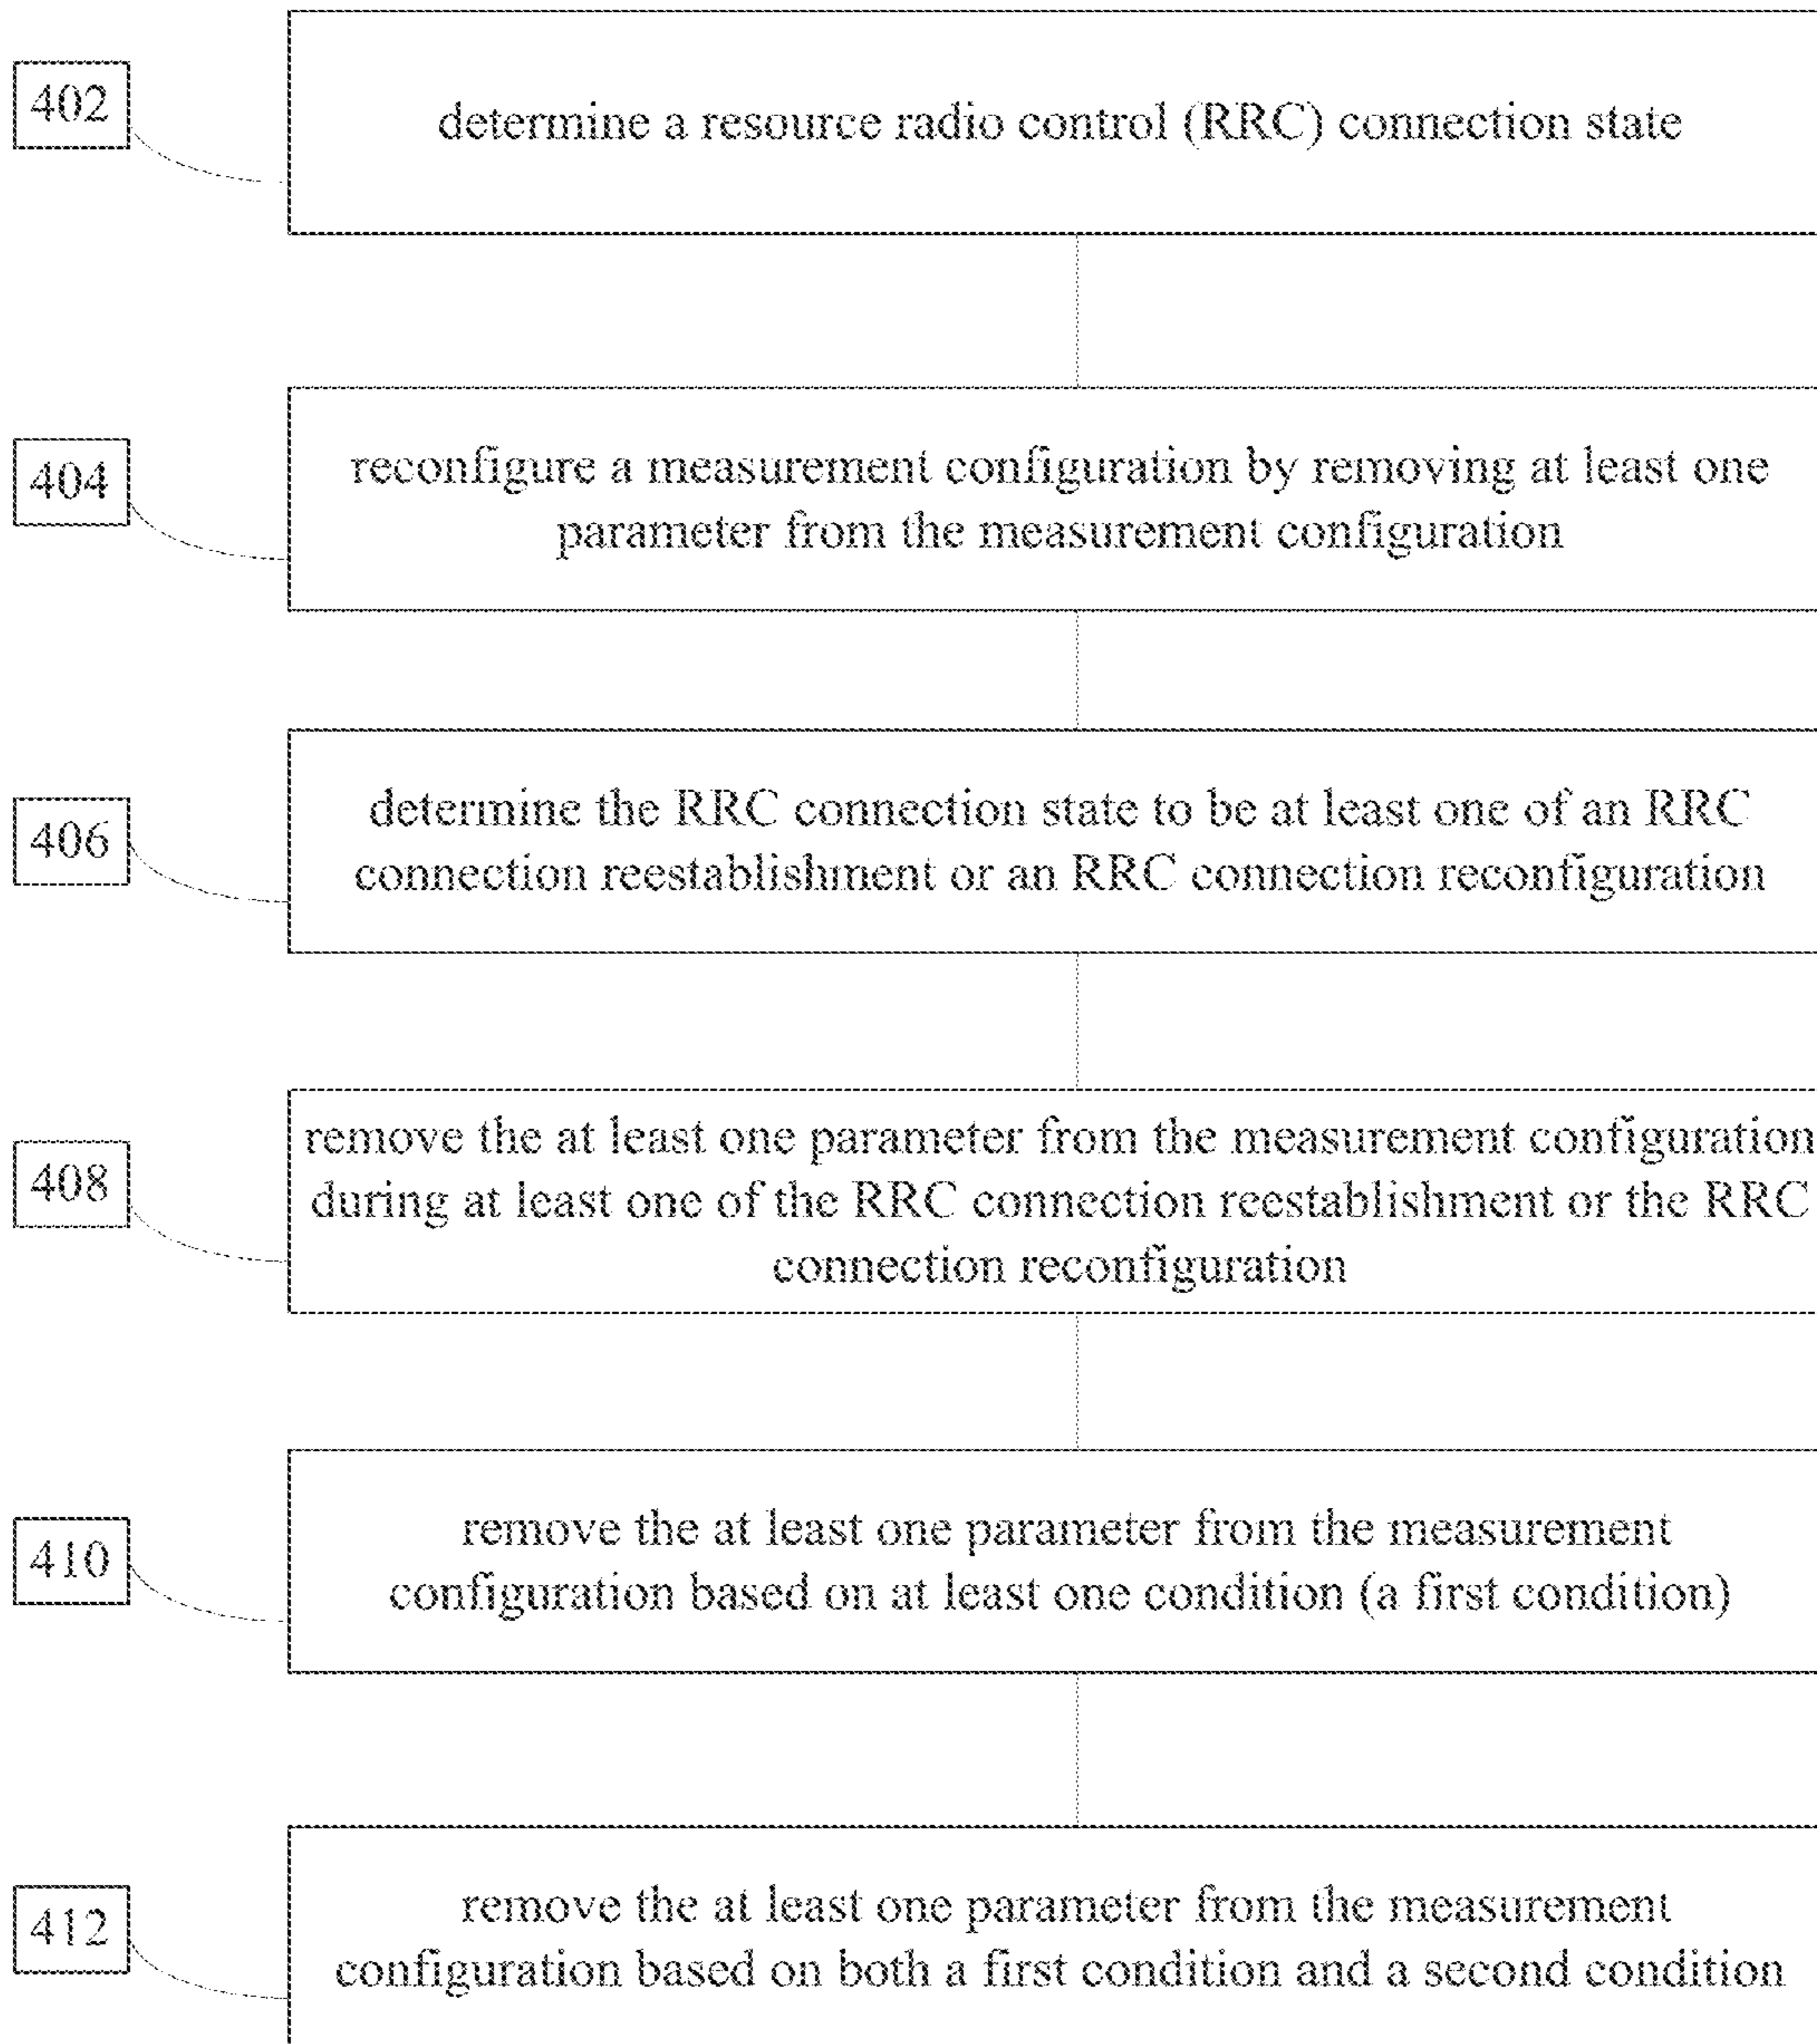 402
determine a resource radio control (RRC) connection state
404
reconfigure a measurement configuration by removing at least one
parameter from the measurement configuration
406
determine the RRC connection state to be at least one of an RRC
connection reestablishment or an RRC connection reconfiguration
408
remove the at least one parameter from the measurement configuration
during at least one of the RRC connection reestablishment or the RRC
connection reconfiguration
410
remove the at least one parameter from the measurement
configuration based on at least one condition (a first condition)
412
remove the at least one parameter from the measurement
configuration based on both a first condition and a second condition